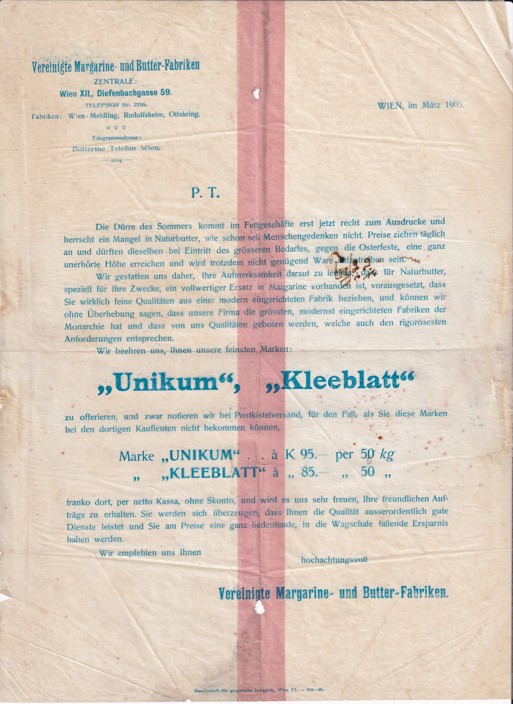 Vereinigte Margarine- und Butter-Fabriken
ZENTRALE:
Wien XII., Diefenbachgasse 59.
TELEPHON Nr.
Fabriken: Wien-Meidling, Rudolfsheim, Ottakring.
Telegrammadresse:
Butterine Telefon Wien.
WIEN, im März
P. T.
Die Dürre des Sommers kommt im Fettgeschäfte erst jetzt recht zum Ausdrucke und
herrscht ein Mangel in Naturbutter, wie schon seit Menschengedenken nicht. Preise ziehen täglich
an und dürften dieselben bei Eintritt des grösseren Bedarfes, gegen die Osterfeste, eine ganz
unerhörte Höhe erreichen und wird trotzdem nicht genügend Ware sein.
Wir gestatten uns daher, Ihre Aufmerksamkeit darauf zu für Naturbutter,
speziell für Ihre Zwecke, ein vollwertiger Ersatz in Margarine vorhanden ist, vorausgesetzt, dass
Sie wirklich feine Qualitäten aus einer modern eingerichteten Fabrik beziehen, und können wir
ohne Überhebung sagen, dass unsere Firma die grössten, modernst eingerichteten Fabriken der
Monarchie hat und dass von uns Qualitäten geboten werden, welche auch den rigorösesten
Anforderungen entsprechen.
Wir beehren uns, Ihnen unsere feinsten Marken:
„Unikum“, „Kleeblatt“
zu offerieren, und zwar notieren wir bei Postkistelversand, für den Fall, als Sie diese Marken
bei den dortigen Kaufleuten nicht bekommen können,
Marke „UNIKUM“ . . à K 95.— per 50 kg
„ „KLEEBLATT“ à „ 85.— „ 50 „
franko dort, per netto Kassa, ohne Skonto, und wird es uns sehr freuen, Ihre freundlichen Auf-
träge zu erhalten. Sie werden sich überzeugen, dass Ihnen die Qualität ausserordentlich gute
Dienste leistet und Sie am Preise eine ganz bedeutende, in die Wagschale fallende Ersparnis
haben werden.
Wir empfehlen uns Ihnen
hochachtungsvoll
Vereinigte Margarine- und Butter-Fabriken.
Gesellschaft für graphische Industrie, Wien VI.